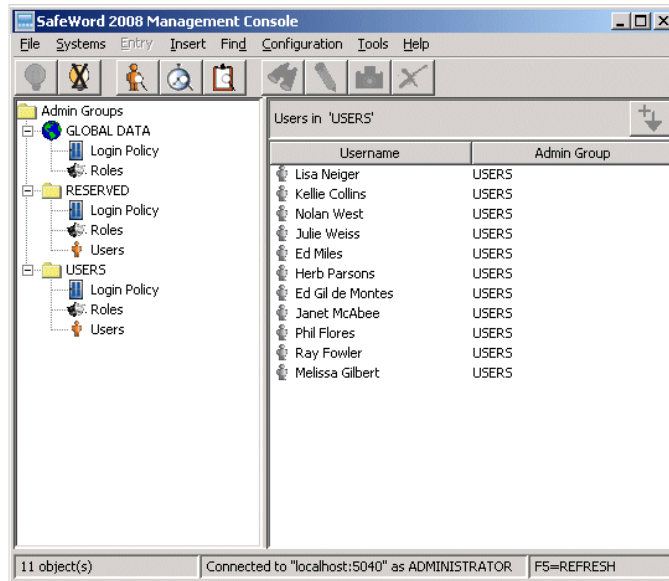 SafeWord 2008 Management Console
File Systems Entry Insert Find Configuration Tools Help
Admin Groups
GLOBAL DATA
Login Policy
Roles
RESERVED
Login Policy
Roles
Users
USERS
Login Policy
Roles
Users
Users in 'USERS'
Username Admin Group
Lisa Neiger USERS
Kellie Collins USERS
Nolan West USERS
Julie Weiss USERS
Ed Miles USERS
Herb Parsons USERS
Ed Gil de Montes USERS
Janet McAbee USERS
Phil Flores USERS
Ray Fowler USERS
Melissa Gilbert USERS
11 object(s) Connected to "localhost:5040" as ADMINISTRATOR F5=REFRESH